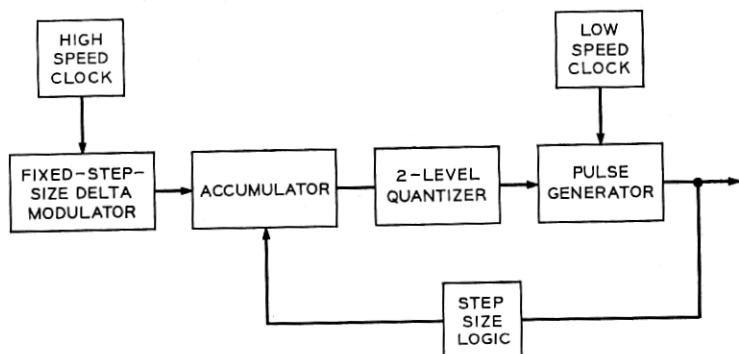 HIGH
SPEED
CLOCK
LOW
SPEED
CLOCK
FIXED-STEP-
SIZE DELTA
MODULATOR
ACCUMULATOR
2-LEVEL
QUANTIZER
PULSE
GENERATOR
STEP
SIZE
LOGIC